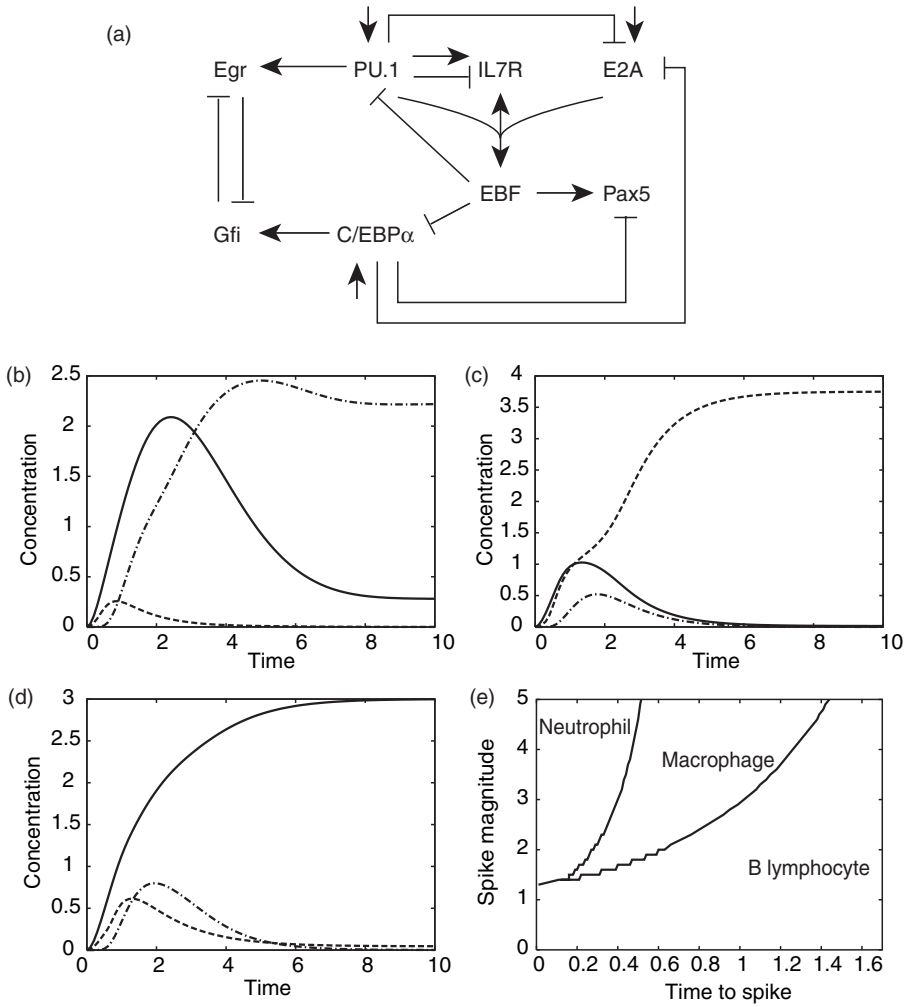 (a)
Egr PU.1 IL7R E2A
EBF Pax5
Gfi C/EBPα
(b)
2.5
2
1.5
1
0.5
0
Concentration
0 2 4 6 8 10
Time
(c)
4
3.5
3
2.5
2
1.5
1
0.5
0
Concentration
0 2 4 6 8 10
Time
(d)
3
2.5
2
1.5
1
0.5
0
Concentration
0 2 4 6 8 10
Time
(e)
5
4
3
2
1
0
Spike magnitude
Neutrophil
Macrophage
B lymphocyte
0 0.2 0.4 0.6 0.8 1 1.2 1.4 1.6
Time to spike